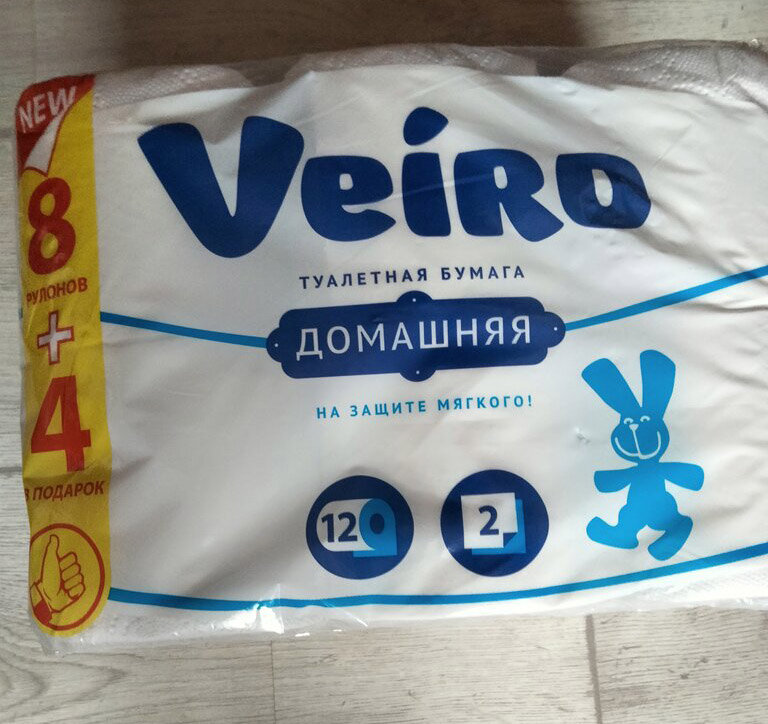 NEW
8
РУЛОНОВ
+
4
В ПОДАРОК
Veiro
ТУАЛЕТНАЯ БУМАГА
ДОМАШНЯЯ
НА ЗАЩИТЕ МЯГКОГО!
12
2